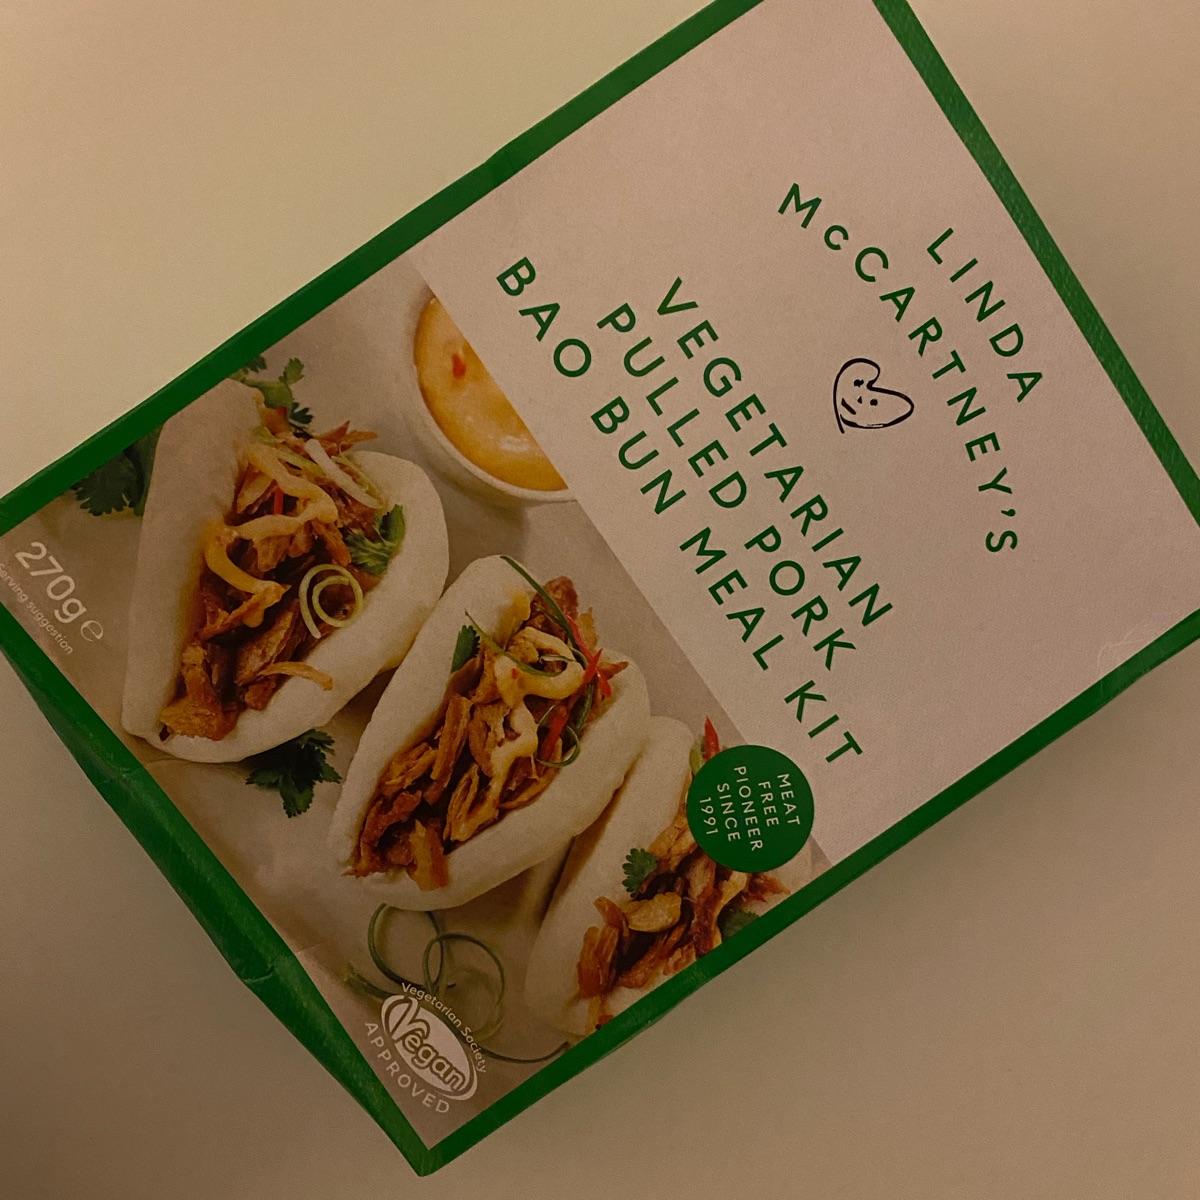 LINDA
McCARTNEY'S
VEGETARIAN
PULLED PORK
BAO BUN MEAL KIT
MEAT
FREE
PIONEER
SINCE
1991
270g e
Serving suggestion
Vegetarian Society
Vegan
APPROVED